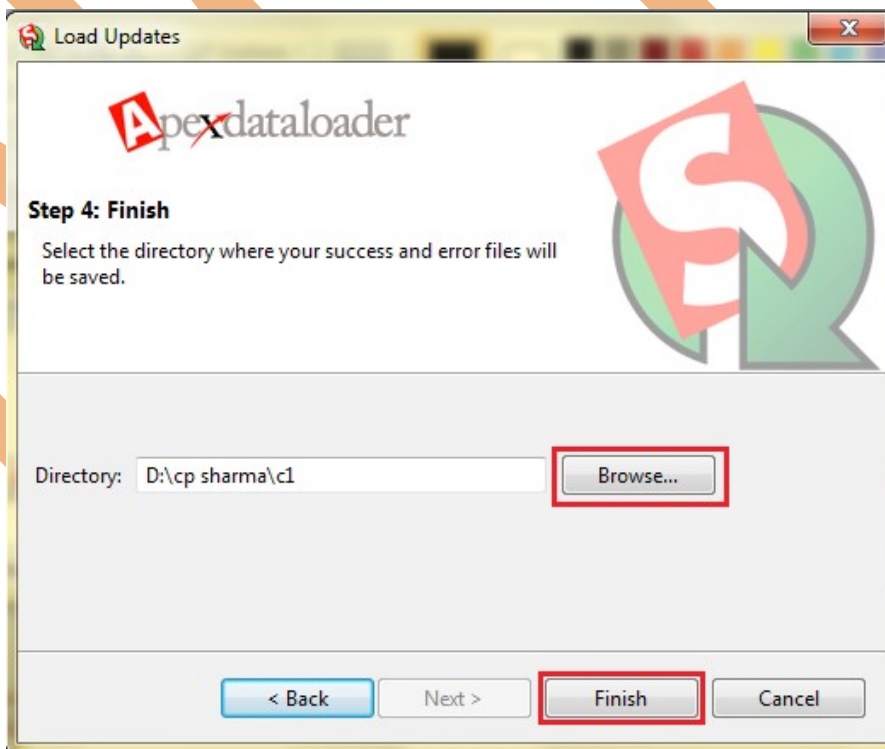 Load Updates
Apexdataloader
Step 4: Finish
Select the directory where your success and error files will
be saved.
Directory: D:\cp sharma\c1 Browse...
< Back Next > Finish Cancel